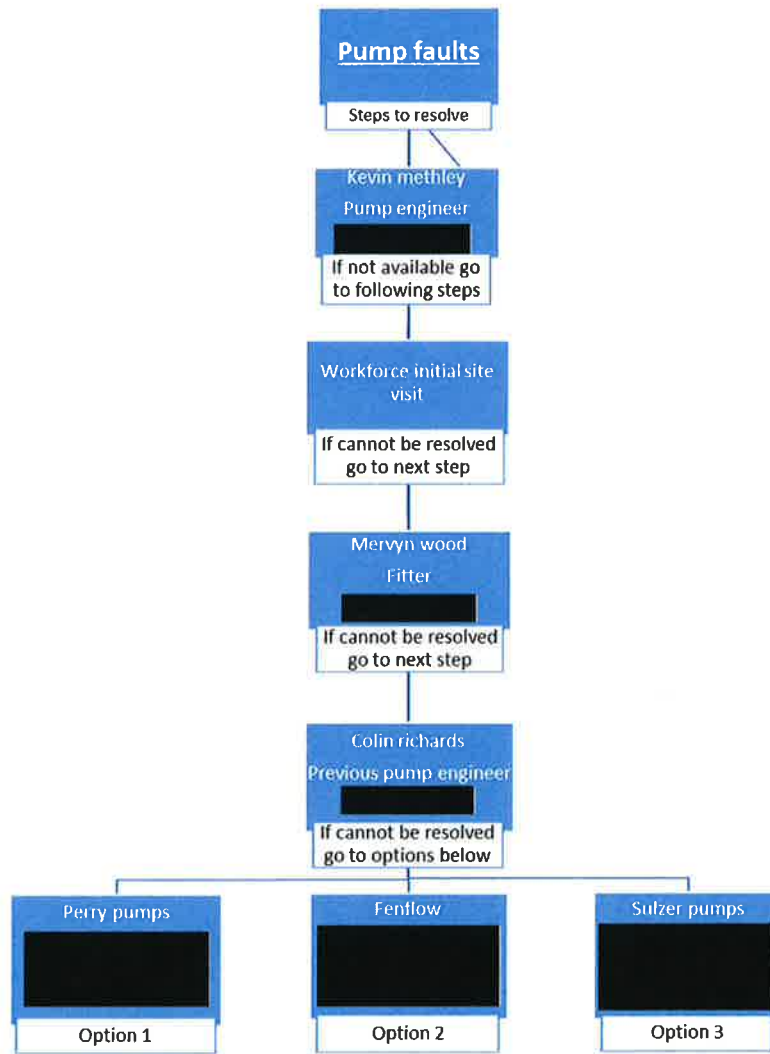 Pump faults
Steps to resolve
Kevin methley
Pump engineer
If not available go
to following steps
Workforce initial site
visit
If cannot be resolved
go to next step
Mervyn wood
Fitter
If cannot be resolved
go to next step
Colin richards
Previous pump engineer
If cannot be resolved
go to options below
Perry pumps
Fenflow
Sulzer pumps
Option 1
Option 2
Option 3